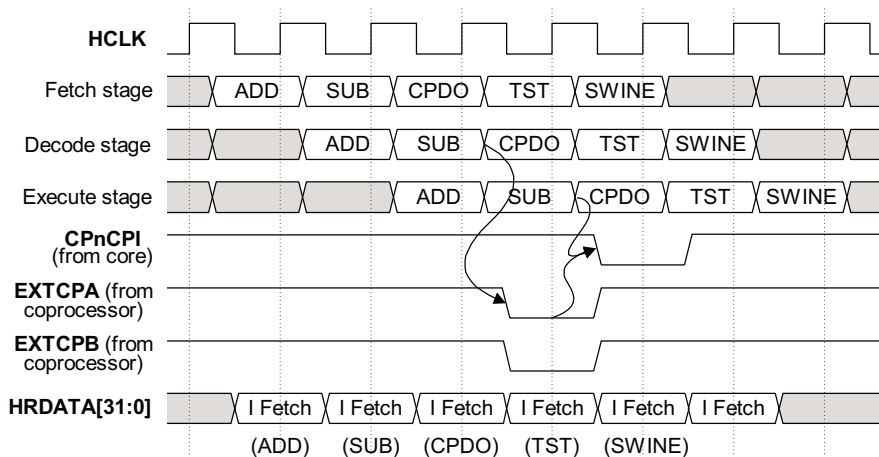 HCLK
Fetch stage ADD SUB CPDO TST SWINE
Decode stage ADD SUB CPDO TST SWINE
Execute stage ADD SUB CPDO TST SWINE
CPnCPI
(from core)
EXTCPA (from
coprocessor)
EXTCPB (from
coprocessor)
HRDATA[31:0] I Fetch I Fetch I Fetch I Fetch I Fetch I Fetch
(ADD) (SUB) (CPDO) (TST) (SWINE)